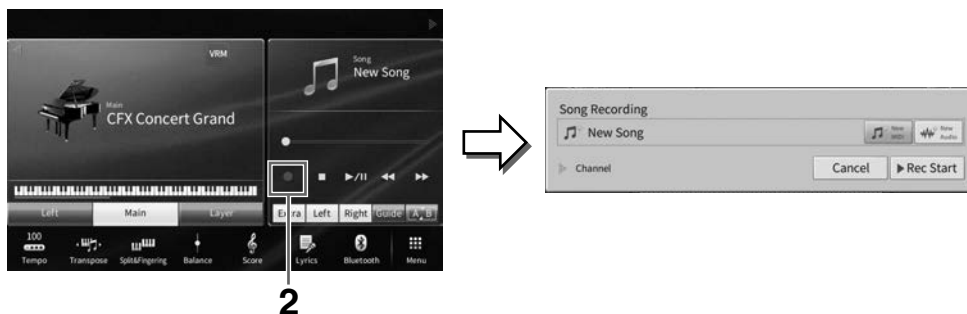 VRM
Main
CFX Concert Grand
Song
New Song
Left
Main
Layer
Extra
Left
Right
Guide
A B
100
Tempo
Transpose
Split&Fingering
Balance
Score
Lyrics
Bluetooth
Menu
2
Song Recording
New Song
New
MIDI
New
Audio
Channel
Cancel
Rec Start